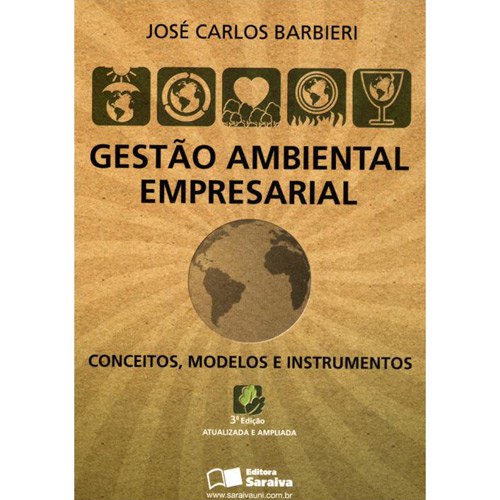 JOSÉ CARLOS BARBIERI
GESTÃO AMBIENTAL
EMPRESARIAL
CONCEITOS, MODELOS E INSTRUMENTOS
3ª Edição
ATUALIZADA E AMPLIADA
Editora
Saraiva
www.saraivauni.com.br